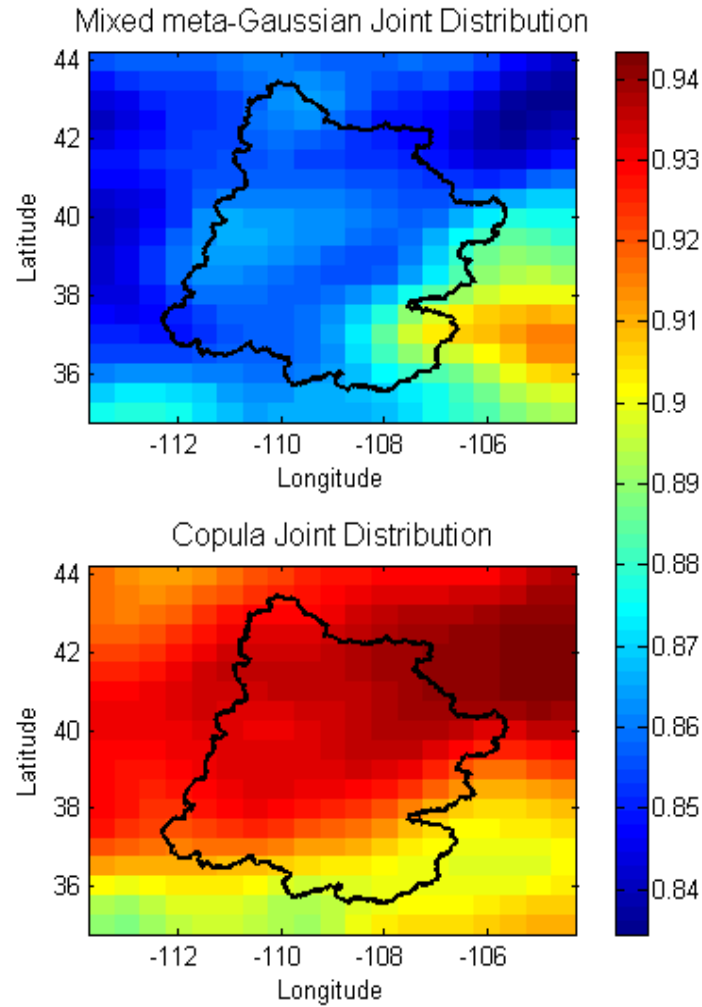 Mixed meta-Gaussian Joint Distribution
44
42
40
38
36
Latitude
-112 -110 -108 -106
Longitude
Copula Joint Distribution
44
42
40
38
36
Latitude
-112 -110 -108 -106
Longitude
0.94
0.93
0.92
0.91
0.9
0.89
0.88
0.87
0.86
0.85
0.84